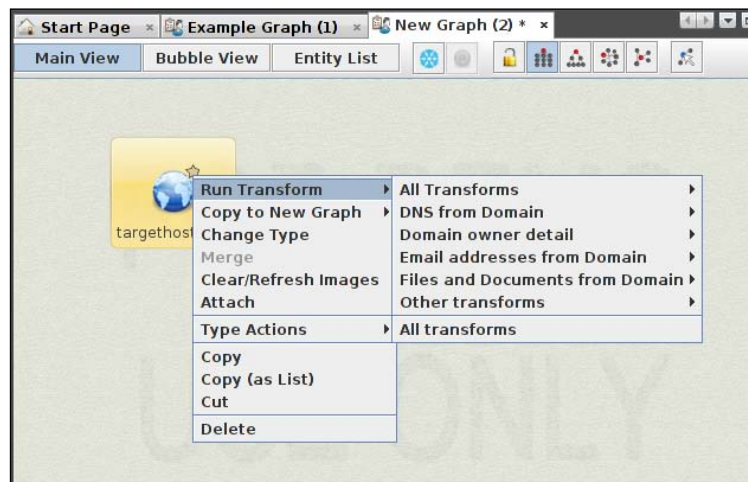 Start Page
Example Graph (1)
New Graph (2) *
Main View
Bubble View
Entity List
targethost
Run Transform
Copy to New Graph
Change Type
Merge
Clear/Refresh Images
Attach
Type Actions
Copy
Copy (as List)
Cut
Delete
All Transforms
DNS from Domain
Domain owner detail
Email addresses from Domain
Files and Documents from Domain
Other transforms
All transforms
ONLY